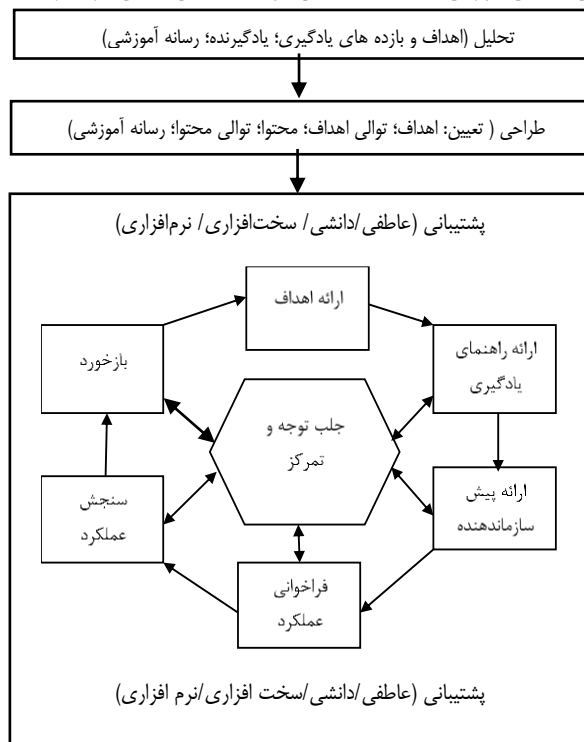 تحلیل (اهداف و بازده های یادگیری؛ یادگیرنده؛ رسانه آموزشی)
طراحی ( تعیین: اهداف؛ توالی اهداف؛ محتوا؛ توالی محتوا؛ رسانه آموزشی)
پشتیبانی (عاطفی/دانشی/ سخت‌افزاری/ نرم‌افزاری)
ارائه اهداف
ارائه راهنمای
یادگیری
ارائه پیش
سازماندهنده
فراخوانی
عملکرد
سنجش
عملکرد
بازخورد
جلب توجه و
تمرکز
پشتیبانی (عاطفی/دانشی/سخت افزاری/نرم افزاری)